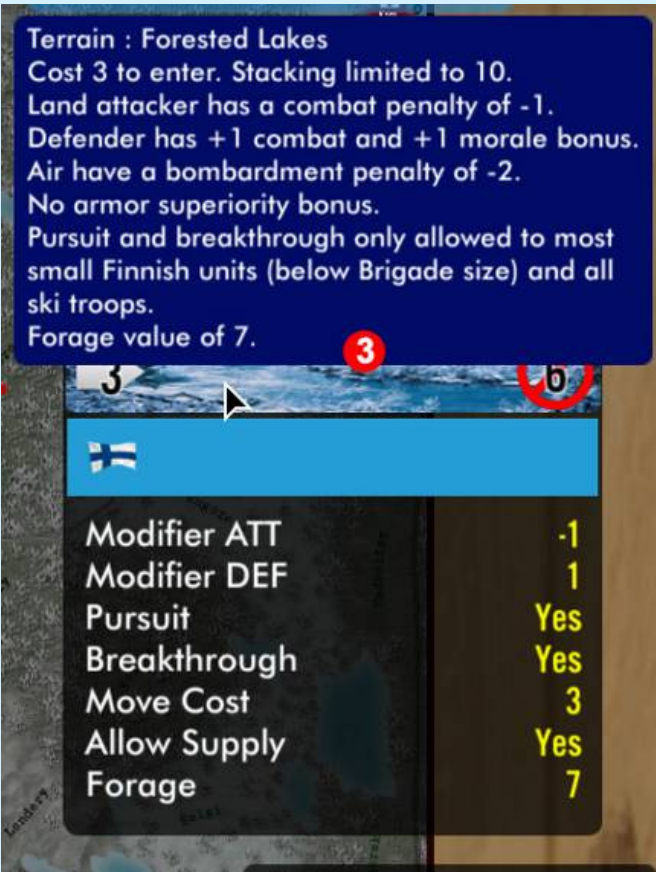 Terrain : Forested Lakes
Cost 3 to enter. Stacking limited to 10.
Land attacker has a combat penalty of -1.
Defender has +1 combat and +1 morale bonus.
Air have a bombardment penalty of -2.
No armor superiority bonus.
Pursuit and breakthrough only allowed to most
small Finnish units (below Brigade size) and all
ski troops.
Forage value of 7.
3
3 6
Modifier ATT -1
Modifier DEF 1
Pursuit Yes
Breakthrough Yes
Move Cost 3
Allow Supply Yes
Forage 7